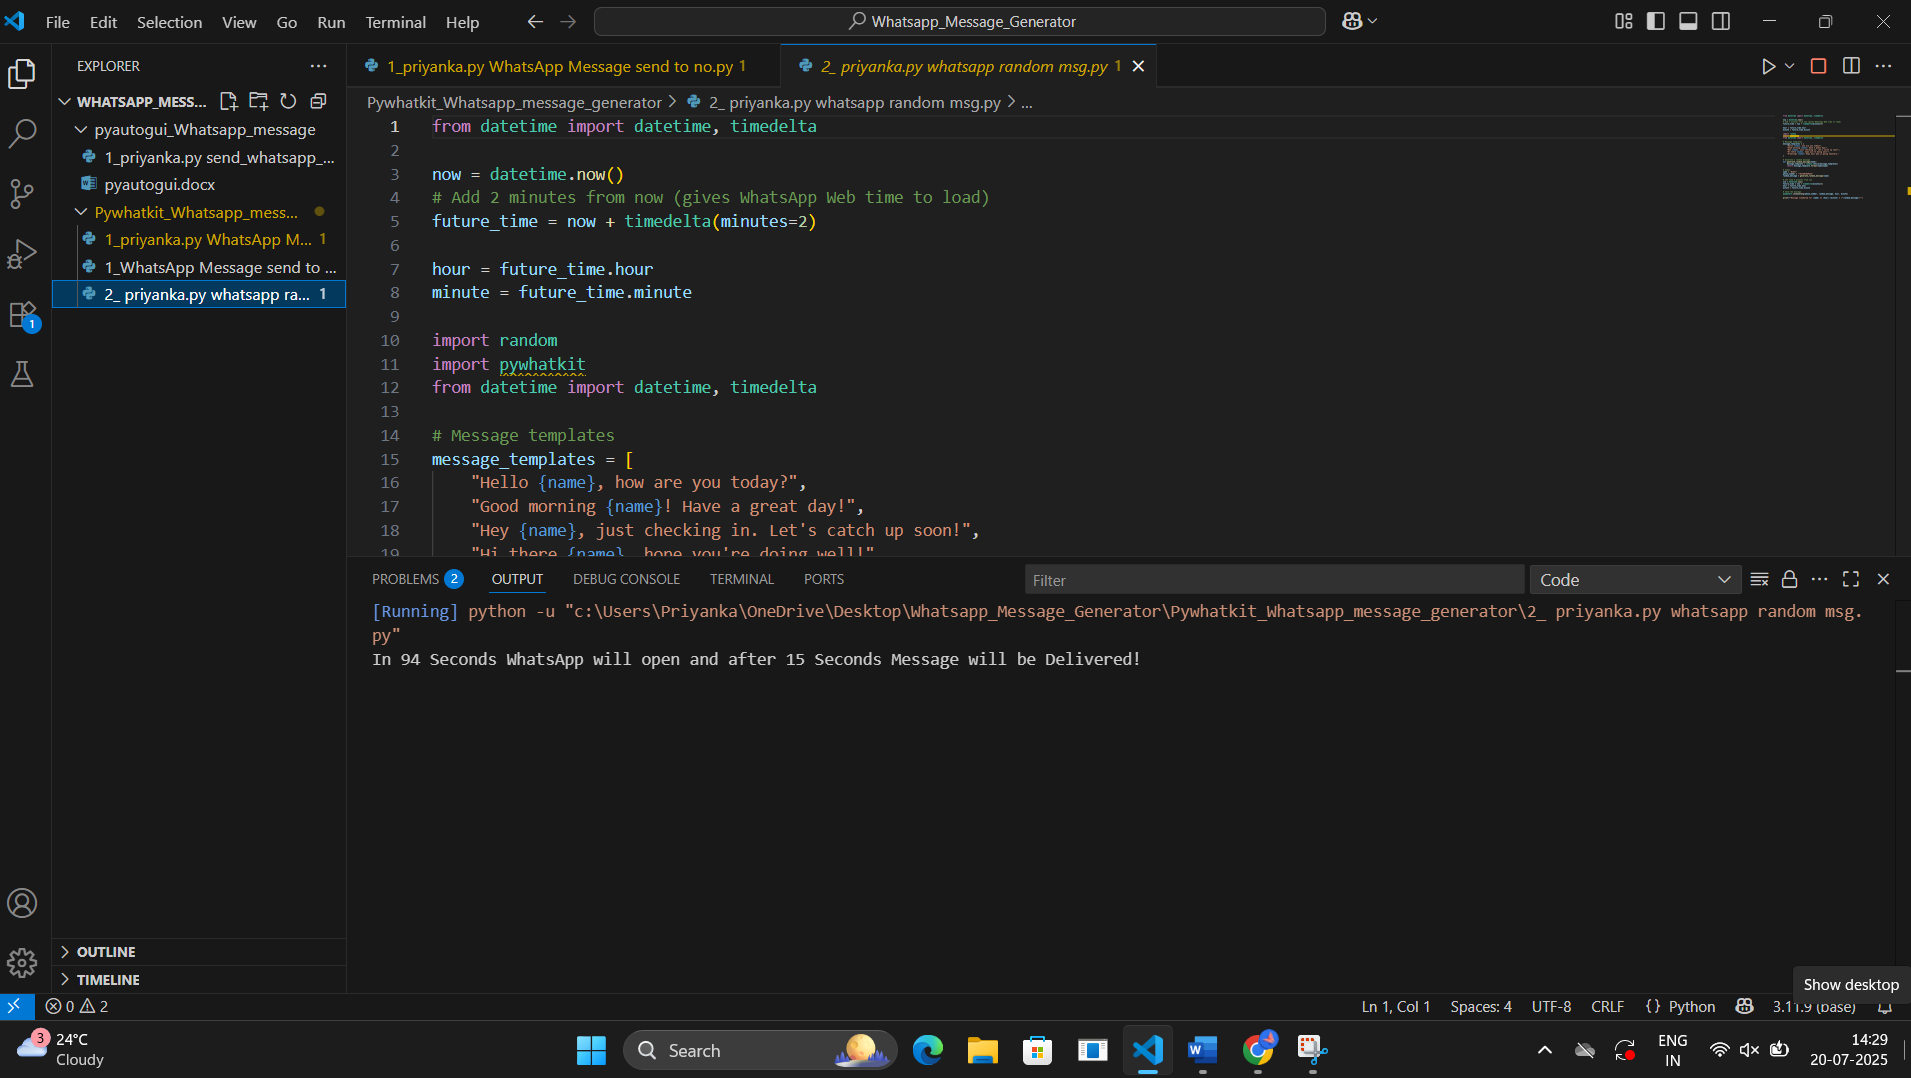 File Edit Selection View Go Run Terminal Help
Whatsapp_Message_Generator
EXPLORER
WHATSAPP_MESS...
pyautogui_Whatsapp_message
1_priyanka.py send_whatsapp_...
pyautogui.docx
Pywhatkit_Whatsapp_mess...
1_priyanka.py WhatsApp M... 1
1_WhatsApp Message send to ...
2_ priyanka.py whatsapp ra... 1
1
OUTLINE
TIMELINE
1_priyanka.py WhatsApp Message send to no.py 1
2_ priyanka.py whatsapp random msg.py 1
Pywhatkit_Whatsapp_message_generator > 2_ priyanka.py whatsapp random msg.py > ...
1 from datetime import datetime, timedelta
2
3 now = datetime.now()
4 # Add 2 minutes from now (gives WhatsApp Web time to load)
5 future_time = now + timedelta(minutes=2)
6
7 hour = future_time.hour
8 minute = future_time.minute
9
10 import random
11 import pywhatkit
12 from datetime import datetime, timedelta
13
14 # Message templates
15 message_templates = [
16 "Hello {name}, how are you today?",
17 "Good morning {name}! Have a great day!",
18 "Hey {name}, just checking in. Let's catch up soon!",
19 "Hi there {name}, hope you're doing well!"
PROBLEMS 2 OUTPUT DEBUG CONSOLE TERMINAL PORTS
Filter
Code
[Running] python -u "c:\Users\Priyanka\OneDrive\Desktop\Whatsapp_Message_Generator\Pywhatkit_Whatsapp_message_generator\2_ priyanka.py whatsapp random msg.
py"
In 94 Seconds WhatsApp will open and after 15 Seconds Message will be Delivered!
Show desktop
0 2
Ln 1, Col 1 Spaces: 4 UTF-8 CRLF {} Python 3.11.9 (base)
3
24°C
Cloudy
Search
ENG
IN
14:29
20-07-2025